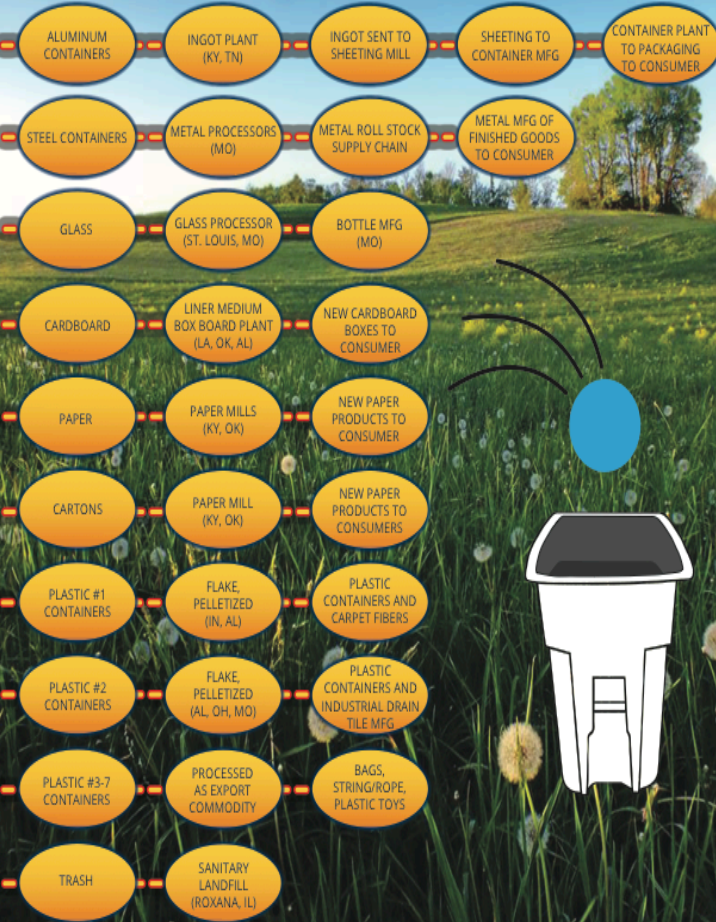 ALUMINUM
CONTAINERS
INGOT PLANT
(KY, TN)
INGOT SENT TO
SHEETING MILL
SHEETING TO
CONTAINER MFG
CONTAINER PLANT
TO PACKAGING
TO CONSUMER
STEEL CONTAINERS
METAL PROCESSORS
(MO)
METAL ROLL STOCK
SUPPLY CHAIN
METAL MFG OF
FINISHED GOODS
TO CONSUMER
GLASS
GLASS PROCESSOR
(ST. LOUIS, MO)
BOTTLE MFG
(MO)
CARDBOARD
LINER MEDIUM
BOX BOARD PLANT
(LA, OK, AL)
NEW CARDBOARD
BOXES TO
CONSUMER
PAPER
PAPER MILLS
(KY, OK)
NEW PAPER
PRODUCTS TO
CONSUMER
CARTONS
PAPER MILL
(KY, OK)
NEW PAPER
PRODUCTS TO
CONSUMERS
PLASTIC #1
CONTAINERS
FLAKE,
PELLETIZED
(IN, AL)
PLASTIC
CONTAINERS AND
CARPET FIBERS
PLASTIC #2
CONTAINERS
FLAKE,
PELLETIZED
(AL, OH, MO)
PLASTIC
CONTAINERS AND
INDUSTRIAL DRAIN
TILE MFG
PLASTIC #3-7
CONTAINERS
PROCESSED
AS EXPORT
COMMODITY
BAGS,
STRING/ROPE,
PLASTIC TOYS
TRASH
SANITARY
LANDFILL
(ROXANA, IL)